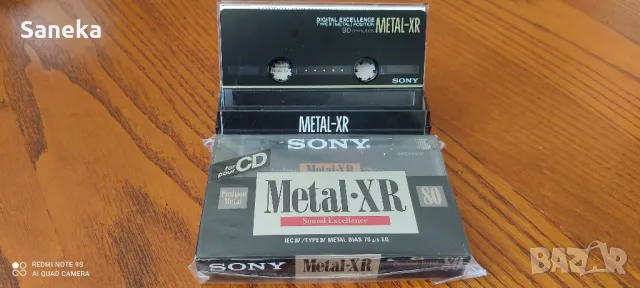 Saneka
DIGITAL EXCELLENCE
TYPE IV (METAL) POSITION
90 minutes METAL-XR
SONY
METAL-XR
SONY
for
pour CD
Metal-XR
Premium
Metal
Metal·XR
80
Sound Excellence
IEC IV/TYPE IV METAL BIAS 70 μs EQ
SONY Metal·XR
REDMI NOTE 9S
AI QUAD CAMERA
bazar